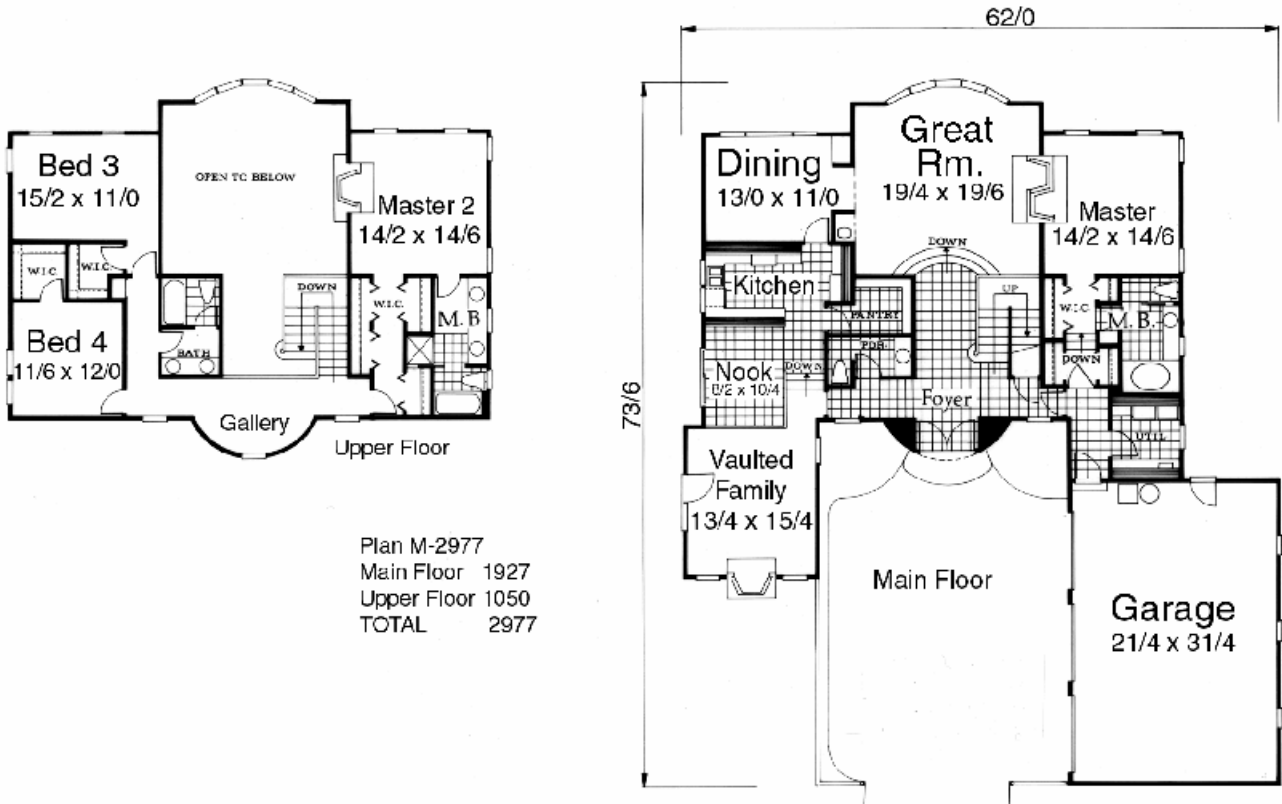 Bed 3
15/2 x 11/0
OPEN TO BELOW
Master 2
14/2 x 14/6
W.I.C.
W.I.C.
DOWN
W.I.C.
M. B
Bed 4
11/6 x 12/0
BATH
Gallery
Upper Floor
Plan M-2977
Main Floor 1927
Upper Floor 1050
TOTAL 2977
62/0
73/6
Great
Rm.
19/4 x 19/6
Dining
13/0 x 11/0
Master
14/2 x 14/6
DOWN
Kitchen
UP
PANTRY
W.I.C.
M. B.
PDR.
DOWN
DOWN
Nook
8/2 x 10/4
Foyer
UTIL
Vaulted
Family
13/4 x 15/4
Main Floor
Garage
21/4 x 31/4